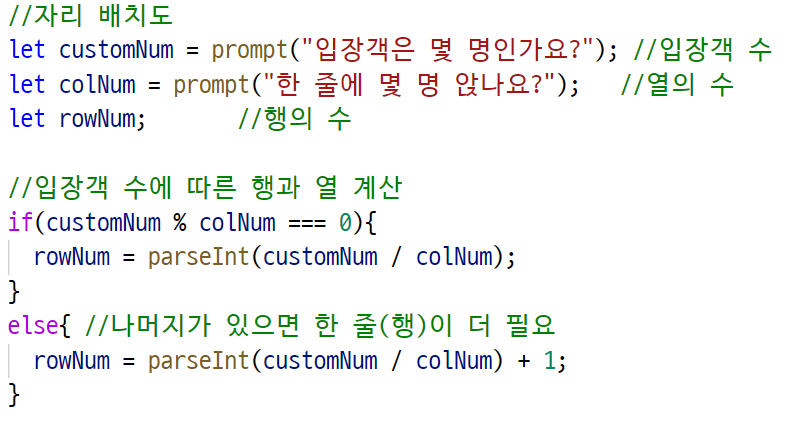 //자리 배치도
let customNum = prompt("입장객은 몇 명인가요?"); //입장객 수
let colNum = prompt("한 줄에 몇 명 앉나요?");   //열의 수
let rowNum;       //행의 수
//입장객 수에 따른 행과 열 계산
if(customNum % colNum === 0){
  rowNum = parseInt(customNum / colNum);
}
else{ //나머지가 있으면 한 줄(행)이 더 필요
  rowNum = parseInt(customNum / colNum) + 1;
}